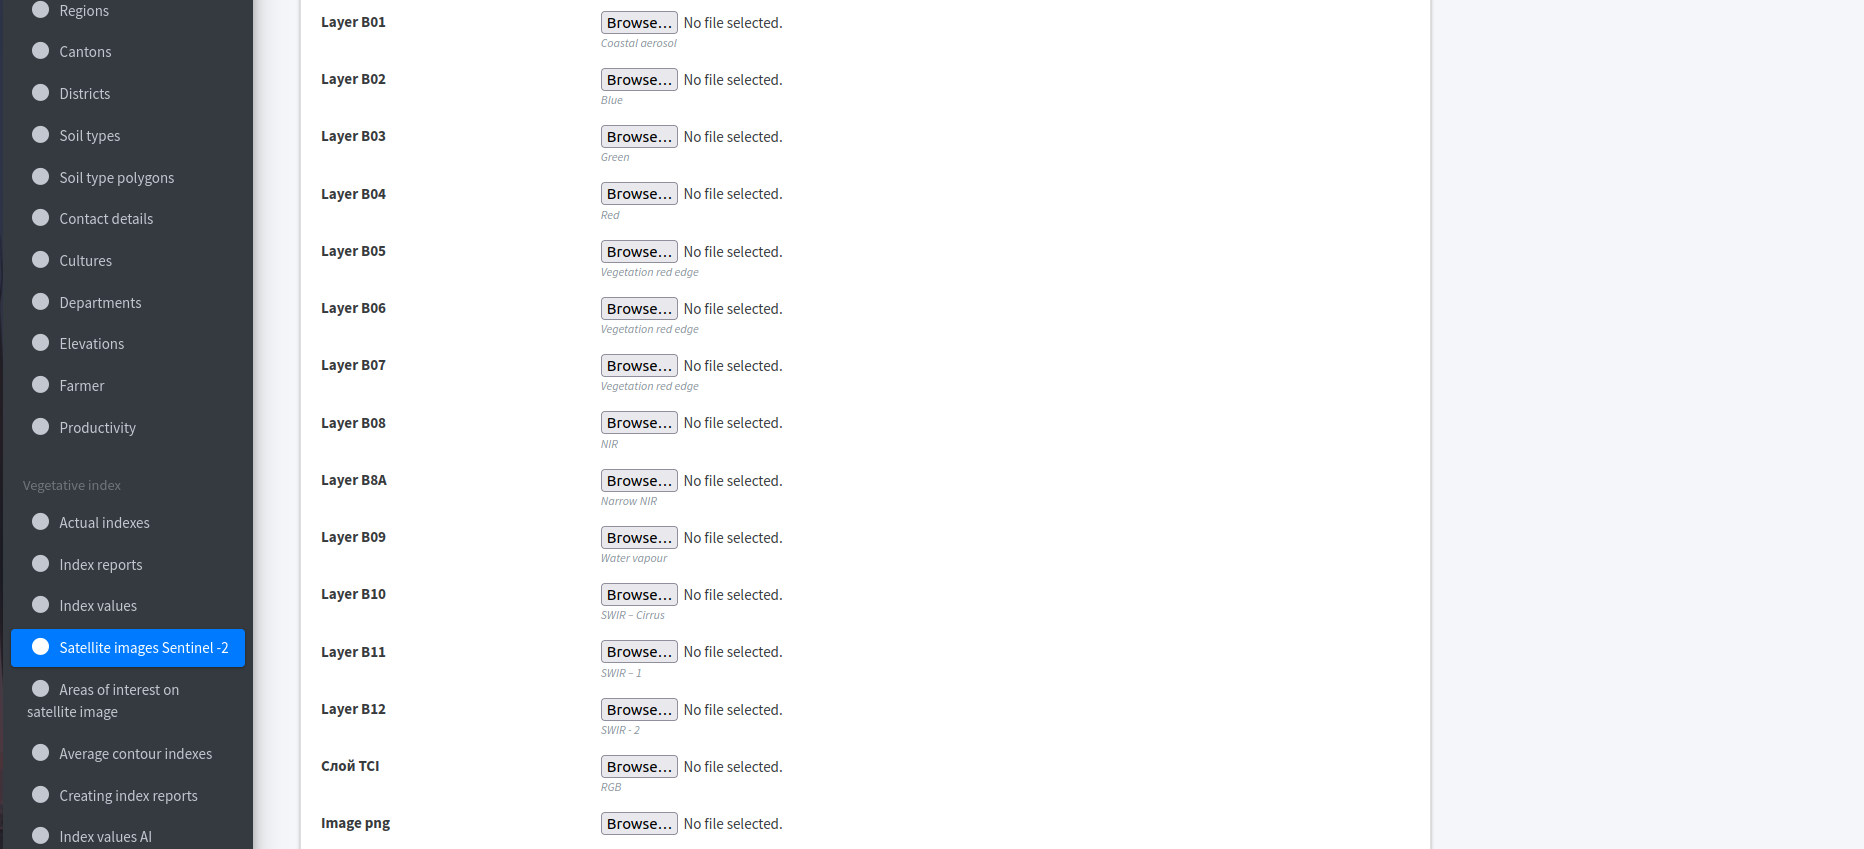 Regions
Cantons
Districts
Soil types
Soil type polygons
Contact details
Cultures
Departments
Elevations
Farmer
Productivity
Vegetative index
Actual indexes
Index reports
Index values
Satellite images Sentinel -2
Areas of interest on
satellite image
Average contour indexes
Creating index reports
Index values AI
Layer B01 Browse... No file selected.
Coastal aerosol
Layer B02 Browse... No file selected.
Blue
Layer B03 Browse... No file selected.
Green
Layer B04 Browse... No file selected.
Red
Layer B05 Browse... No file selected.
Vegetation red edge
Layer B06 Browse... No file selected.
Vegetation red edge
Layer B07 Browse... No file selected.
Vegetation red edge
Layer B08 Browse... No file selected.
NIR
Layer B8A Browse... No file selected.
Narrow NIR
Layer B09 Browse... No file selected.
Water vapour
Layer B10 Browse... No file selected.
SWIR – Cirrus
Layer B11 Browse... No file selected.
SWIR – 1
Layer B12 Browse... No file selected.
SWIR - 2
Слой TCI Browse... No file selected.
RGB
Image png Browse... No file selected.